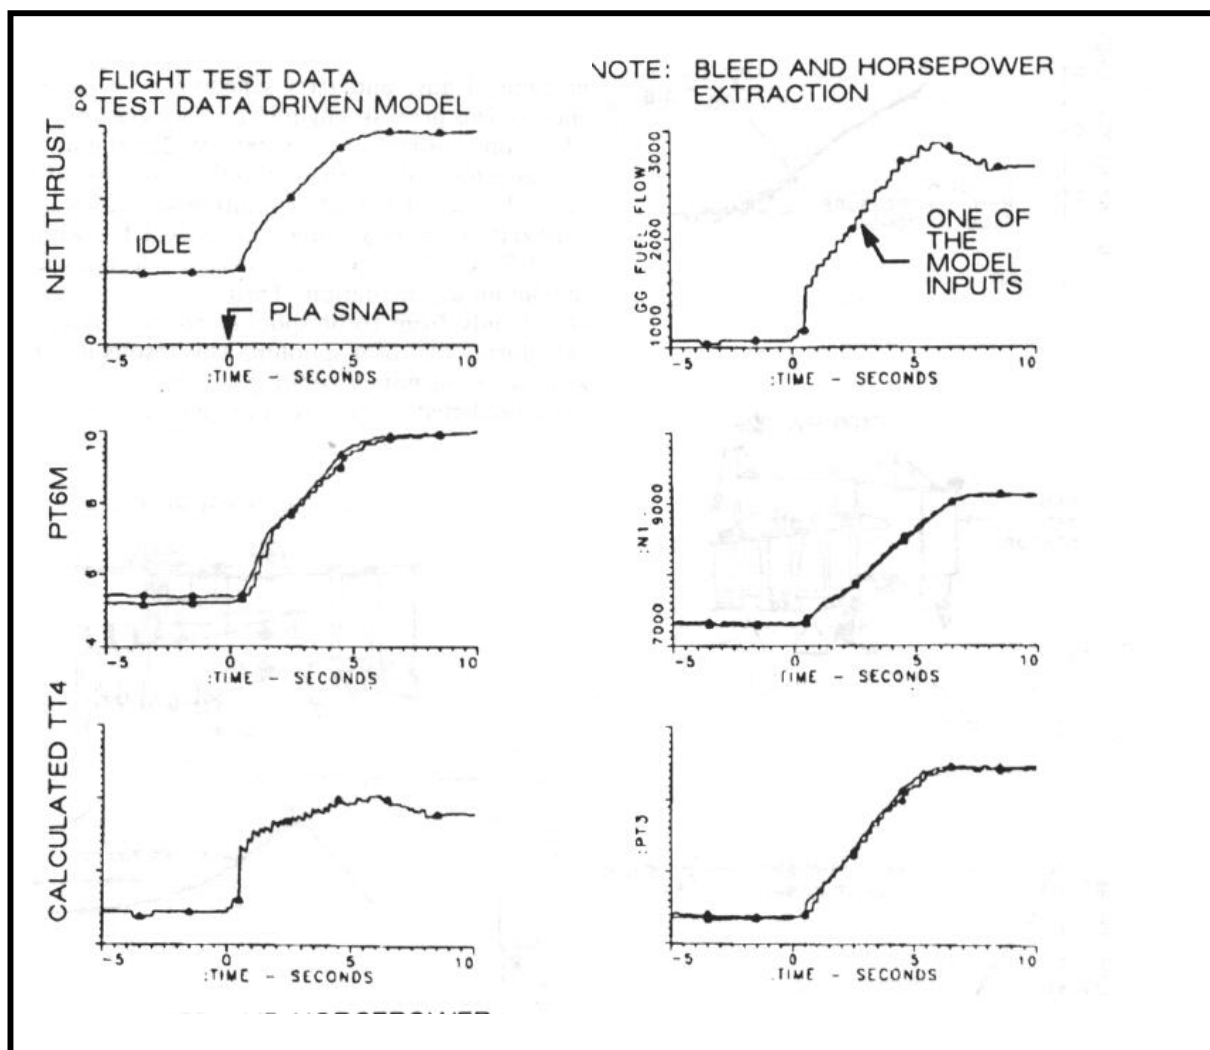 FLIGHT TEST DATA
TEST DATA DRIVEN MODEL
NET THRUST
IDLE
PLA SNAP
0
-5 0 5 10
:TIME - SECONDS
NOTE: BLEED AND HORSEPOWER
EXTRACTION
GG FUEL FLOW
3000
2000
1000
ONE OF
THE
MODEL
INPUTS
-5 0 5 10
:TIME - SECONDS
PT6M
10
8
6
4
-5 0 5 10
:TIME - SECONDS
:N1
9000
7000
-5 0 5 10
:TIME - SECONDS
CALCULATED TT4
-5 0 5 10
:TIME - SECONDS
:PT3
-5 0 5 10
:TIME - SECONDS